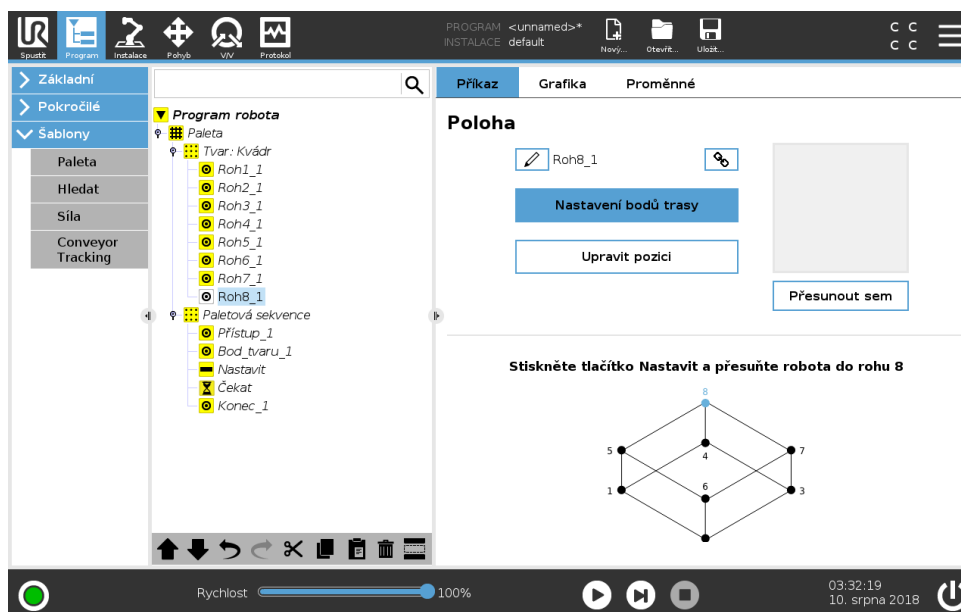 UR
PROGRAM <unnamed>*
INSTALACE default
C C
C C
Spustit
Program
Instalace
Pohyb
V/V
Protokol
Nový...
Otevřít...
Uložit...
Základní
Pokročilé
Šablony
Paleta
Hledat
Síla
Conveyor
Tracking
Program robota
Paleta
Tvar: Kvádr
Roh1_1
Roh2_1
Roh3_1
Roh4_1
Roh5_1
Roh6_1
Roh7_1
Roh8_1
Paletová sekvence
Přístup_1
Bod_tvaru_1
Nastavit
Čekat
Konec_1
Příkaz
Grafika
Proměnné
Poloha
Roh8_1
Nastavení bodů trasy
Upravit pozici
Přesunout sem
Stiskněte tlačítko Nastavit a přesuňte robota do rohu 8
8
5
4
7
1
6
3
Rychlost
100%
03:32:19
10. srpna 2018